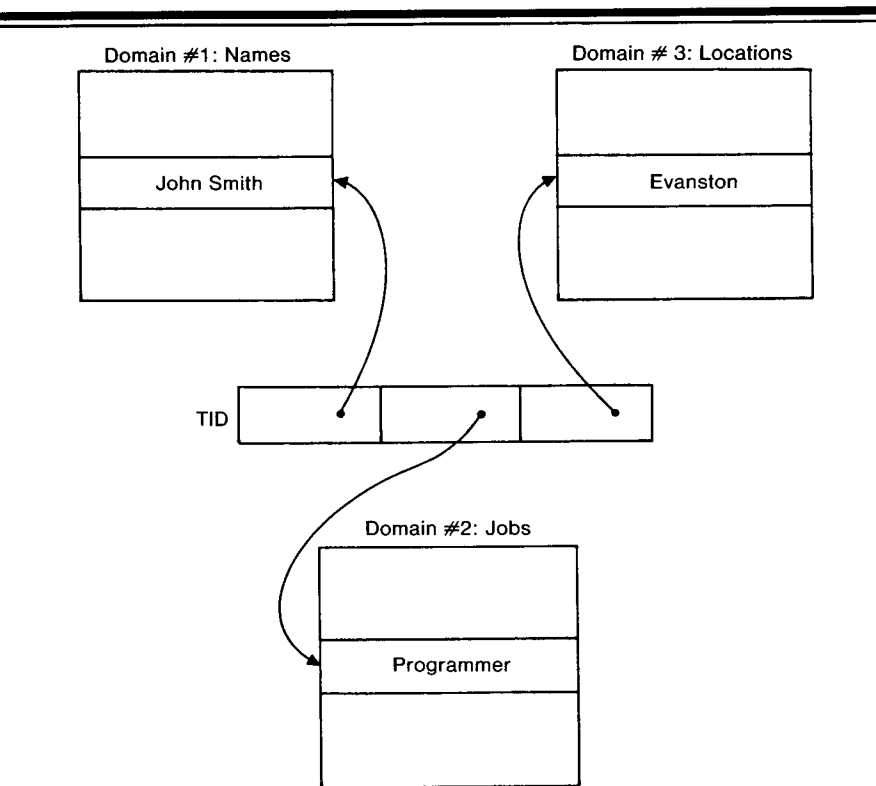 Domain #1: Names
Domain # 3: Locations
John Smith
Evanston
TID
Domain #2: Jobs
Programmer